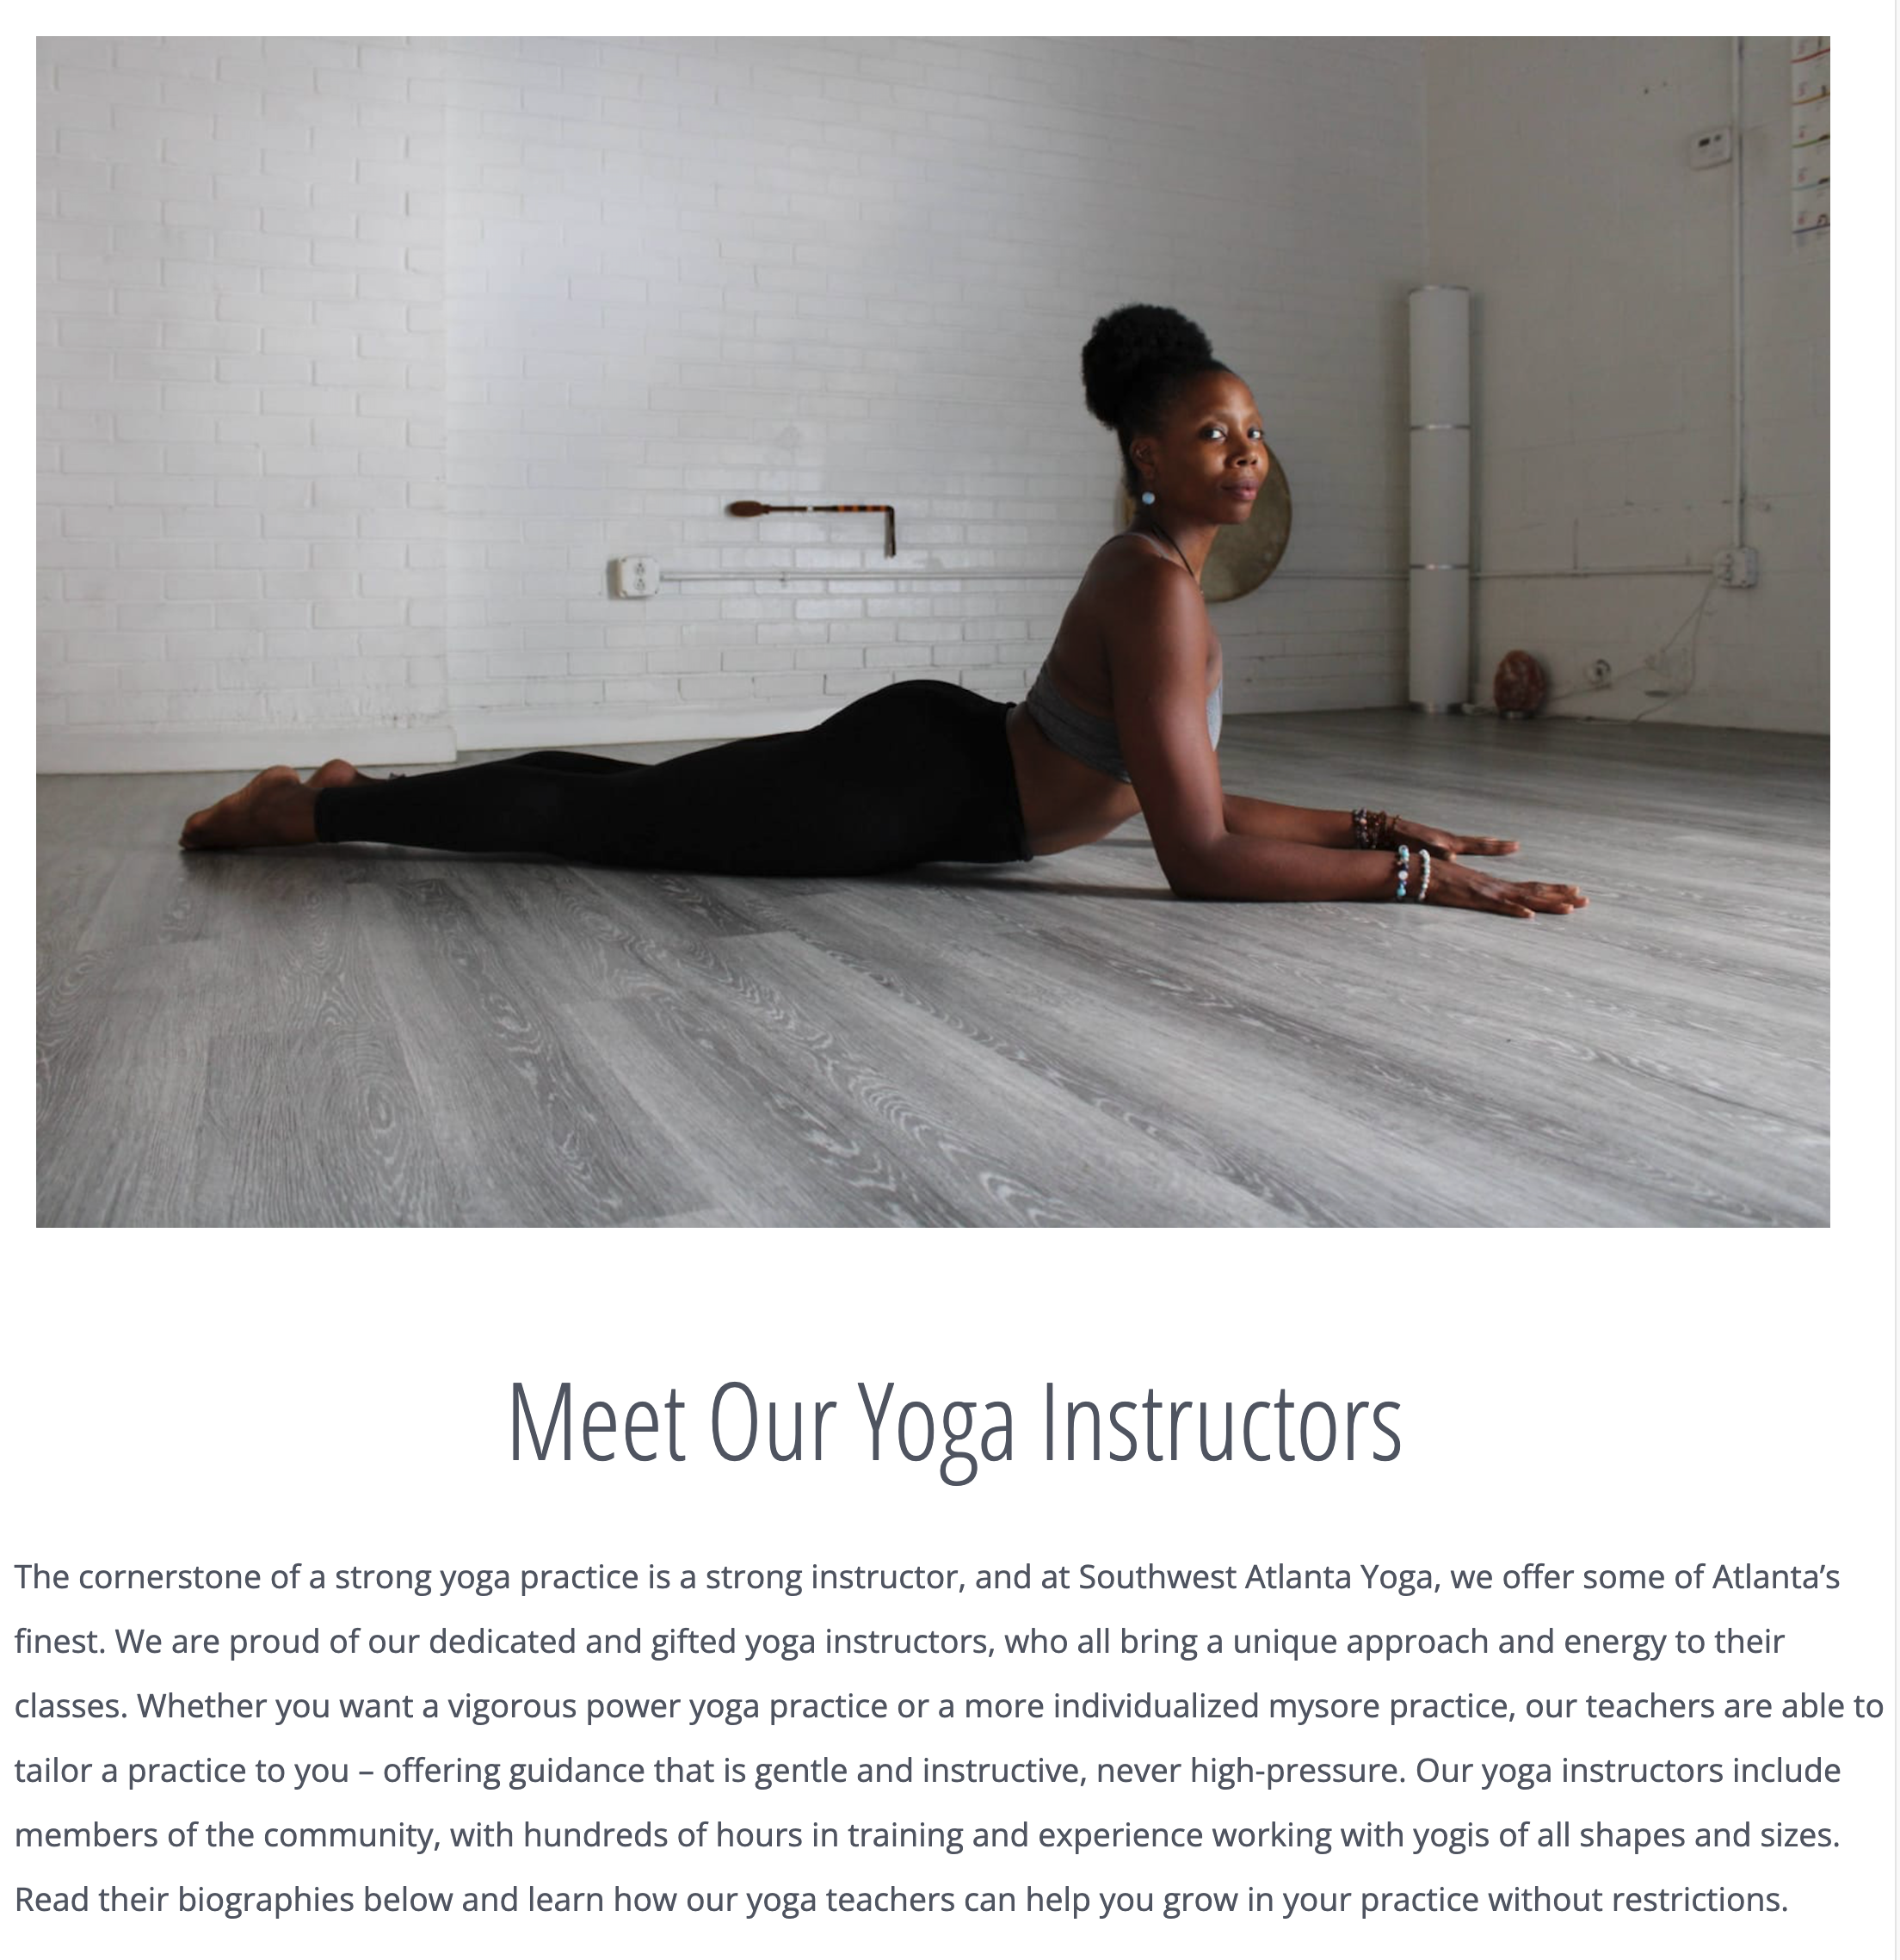 Meet Our Yoga Instructors
The cornerstone of a strong yoga practice is a strong instructor, and at Southwest Atlanta Yoga, we offer some of Atlanta’s
finest. We are proud of our dedicated and gifted yoga instructors, who all bring a unique approach and energy to their
classes. Whether you want a vigorous power yoga practice or a more individualized mysore practice, our teachers are able to
tailor a practice to you – offering guidance that is gentle and instructive, never high-pressure. Our yoga instructors include
members of the community, with hundreds of hours in training and experience working with yogis of all shapes and sizes.
Read their biographies below and learn how our yoga teachers can help you grow in your practice without restrictions.